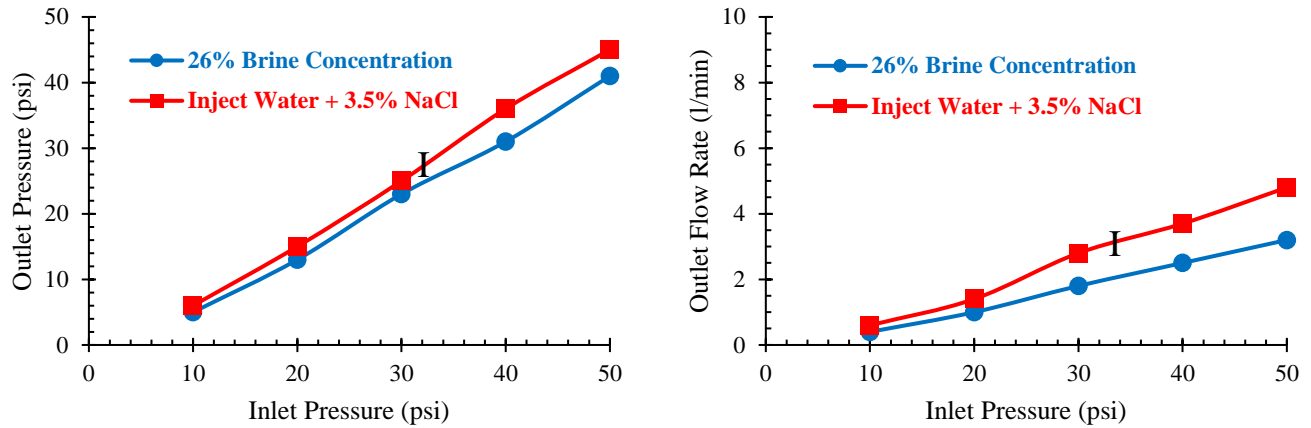 50
40
30
20
10
0
Outlet Pressure (psi)
26% Brine Concentration
Inject Water + 3.5% NaCl
I
0 10 20 30 40 50
Inlet Pressure (psi)
10
8
6
4
2
0
Outlet Flow Rate (1/min)
26% Brine Concentration
Inject Water + 3.5% NaCl
I
0 10 20 30 40 50
Inlet Pressure (psi)